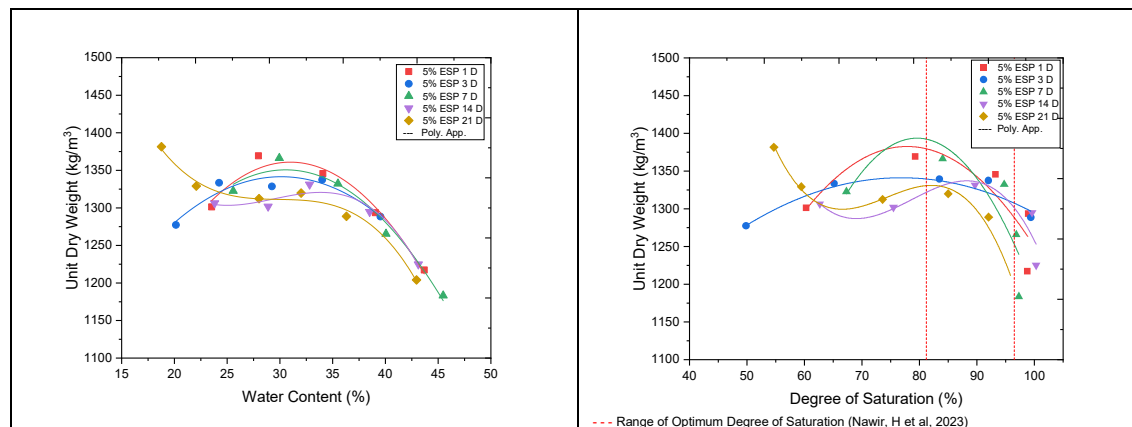 1500
1450
1400
1350
1300
1250
1200
1150
1100
Unit Dry Weight (kg/m³)
5% ESP 1 D
5% ESP 3 D
5% ESP 7 D
5% ESP 14 D
5% ESP 21 D
Poly. App.
15 20 25 30 35 40 45 50
Water Content (%)
1500
1450
1400
1350
1300
1250
1200
1150
1100
Unit Dry Weight (kg/m³)
5% ESP 1 D
5% ESP 3 D
5% ESP 7 D
5% ESP 14 D
5% ESP 21 D
Poly. App.
40 50 60 70 80 90 100
Degree of Saturation (%)
Range of Optimum Degree of Saturation (Nawir, H et al, 2023)